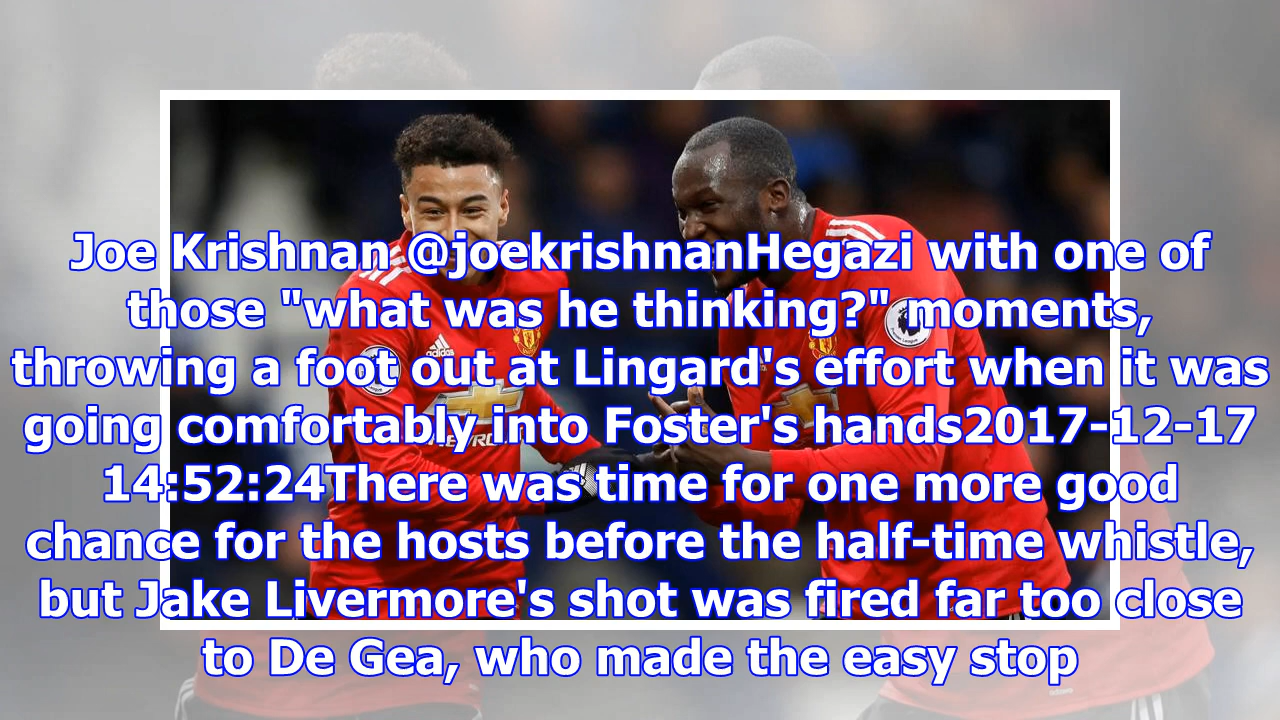 Joe Krishnan @joekrishnanHegazi with one of
those "what was he thinking?" moments,
throwing a foot out at Lingard's effort when it was
going comfortably into Foster's hands2017-12-17
14:52:24There was time for one more good
chance for the hosts before the half-time whistle,
but Jake Livermore's shot was fired far too close
to De Gea, who made the easy stop
adidas